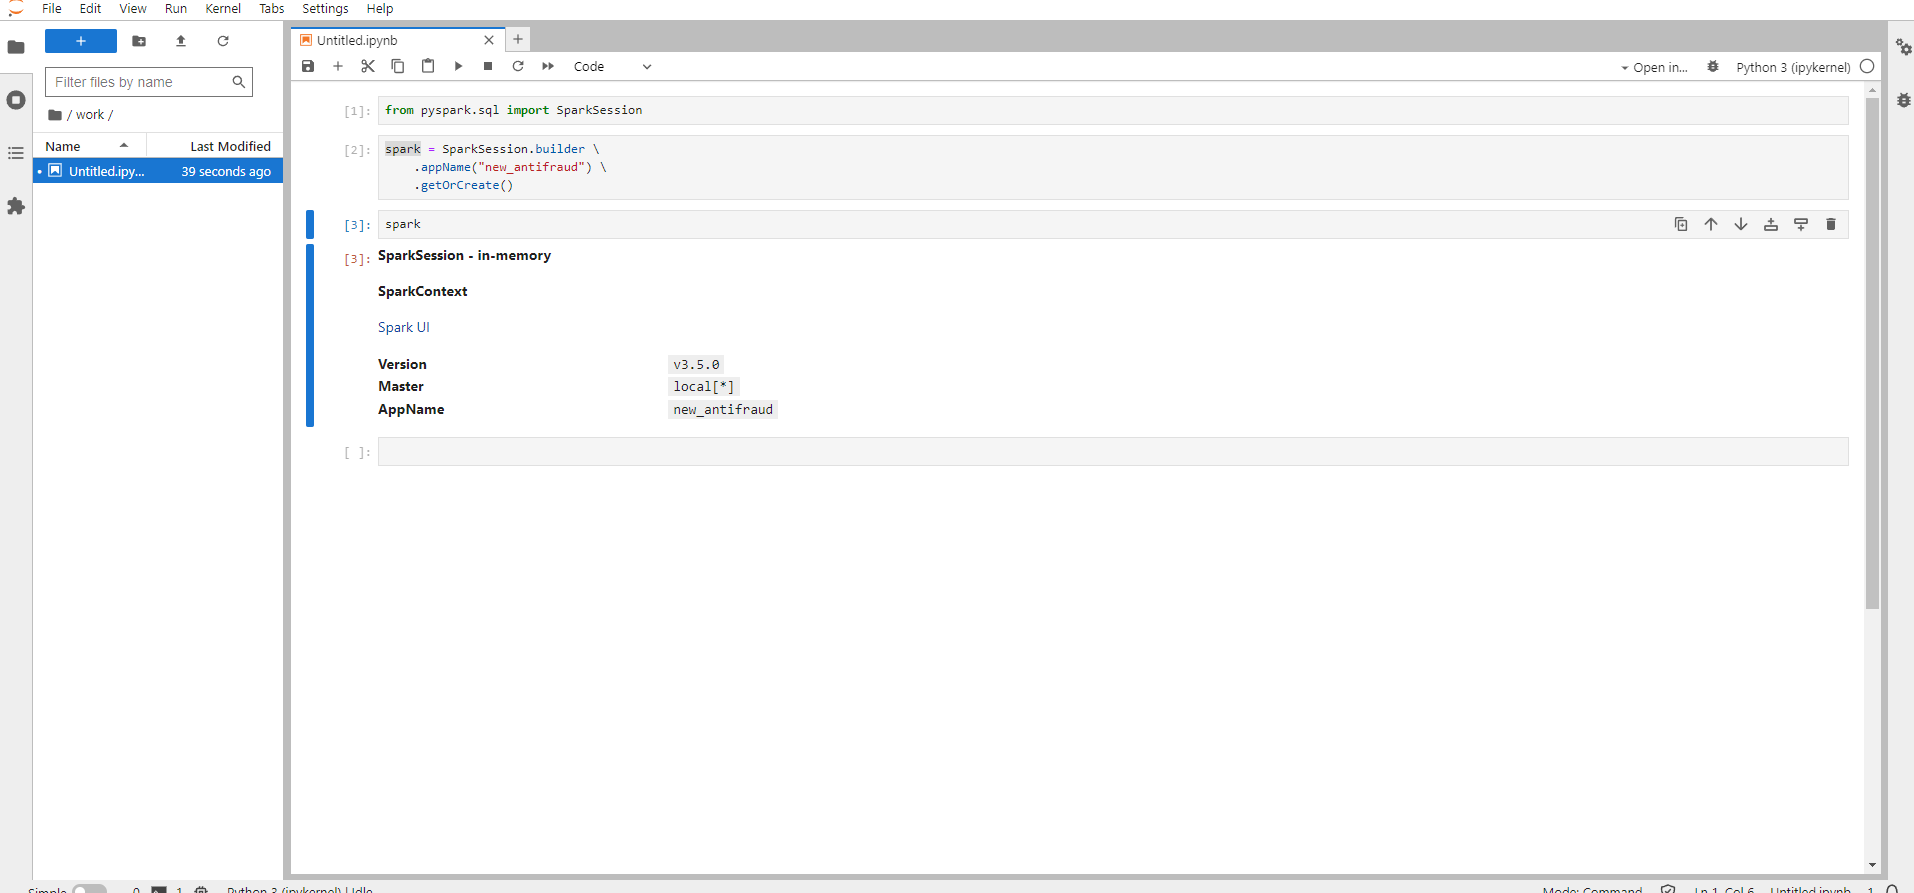 File Edit View Run Kernel Tabs Settings Help
Filter files by name
/ work /
Name Last Modified
Untitled.ipy... 39 seconds ago
Untitled.ipynb
Code
Open in... Python 3 (ipykernel)
[1]: from pyspark.sql import SparkSession
[2]: spark = SparkSession.builder \
.appName("new_antifraud") \
.getOrCreate()
[3]: spark
[3]: SparkSession - in-memory
SparkContext
Spark UI
Version v3.5.0
Master local[*]
AppName new_antifraud
[ ]:
Simple 0 1 Python 3 (ipykernel) | Idle Mode: Command Ln 1, Col 6 Untitled.ipynb 1